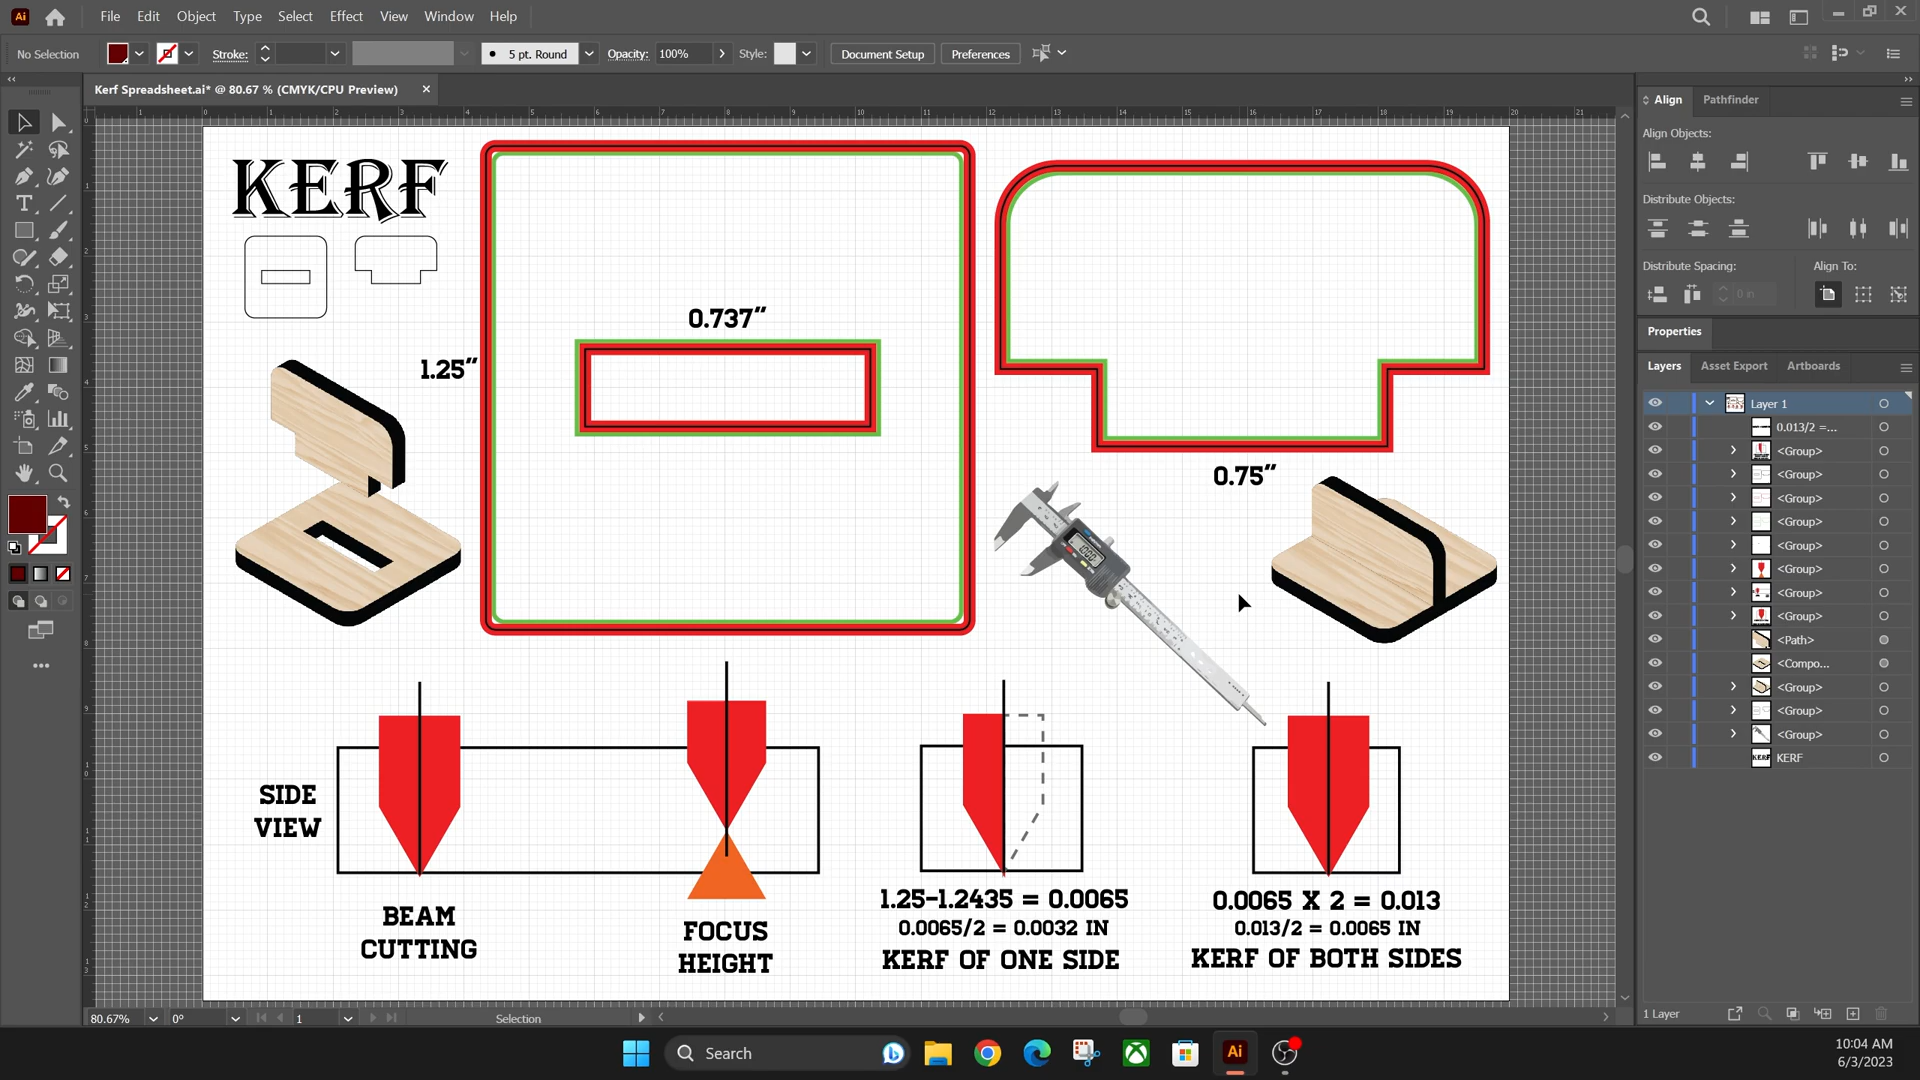 Ai
File Edit Object Type Select Effect View Window Help
No Selection Stroke: 5 pt. Round Opacity: 100% Style: Document Setup Preferences
Kerf Spreadsheet.ai* @ 80.67 % (CMYK/CPU Preview)
KERF
0.737”
1.25”
0.75”
SIDE
VIEW
BEAM
CUTTING
FOCUS
HEIGHT
1.25-1.2435 = 0.0065
0.0065/2 = 0.0032 IN
KERF OF ONE SIDE
0.0065 X 2 = 0.013
0.013/2 = 0.0065 IN
KERF OF BOTH SIDES
Align Pathfinder
Align Objects:
Distribute Objects:
Distribute Spacing: Align To:
0 in
Properties
Layers Asset Export Artboards
Layer 1
0.013/2 =...
<Group>
<Group>
<Group>
<Group>
<Group>
<Group>
<Group>
<Group>
<Path>
<Compo...
<Group>
<Group>
<Group>
KERF
1 Layer
80.67% 0° 1 Selection
Search
Ai
10:04 AM
6/3/2023